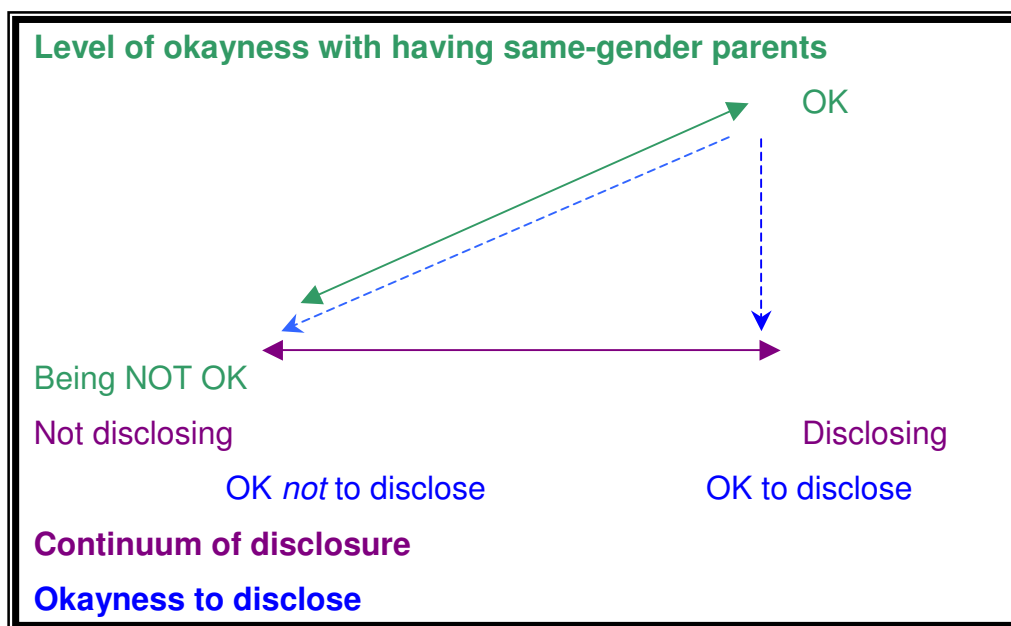 Level of okayness with having same-gender parents
OK
Being NOT OK
Not disclosing Disclosing
OK not to disclose OK to disclose
Continuum of disclosure
Okayness to disclose